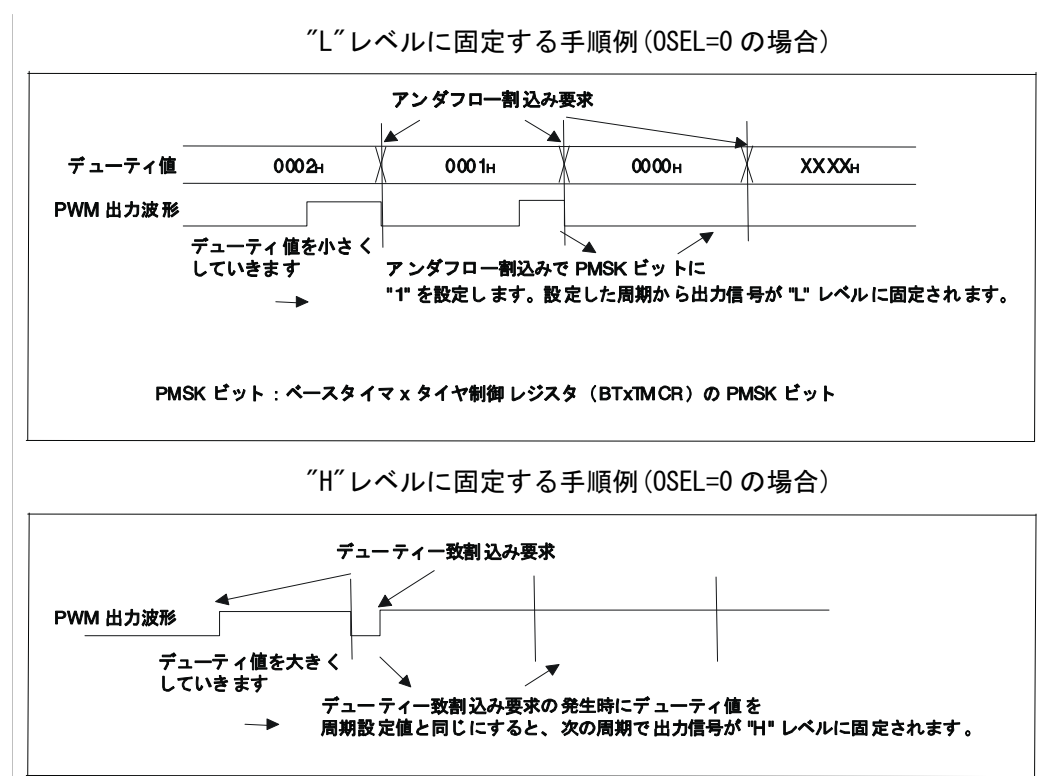 "L"レベルに固定する手順例(OSEL=0 の場合)
アンダフロー割込み要求
デューティ値 0002H 0001H 0000H XXXXH
PWM 出力波形
デューティ値を小さく
していきます
アンダフロー割込みで PMSK ビットに
"1" を設定します。設定した周期から出力信号が "L" レベルに固定されます。
PMSK ビット : ベースタイマ x タイヤ制御レジスタ (BTxTMCR) の PMSK ビット
"H"レベルに固定する手順例(OSEL=0 の場合)
デューティ一致割込み要求
PWM 出力波形
デューティ値を大きく
していきます
デューティ一致割込み要求の発生時にデューティ値を
周期設定値と同じにすると、次の周期で出力信号が "H" レベルに固定されます。